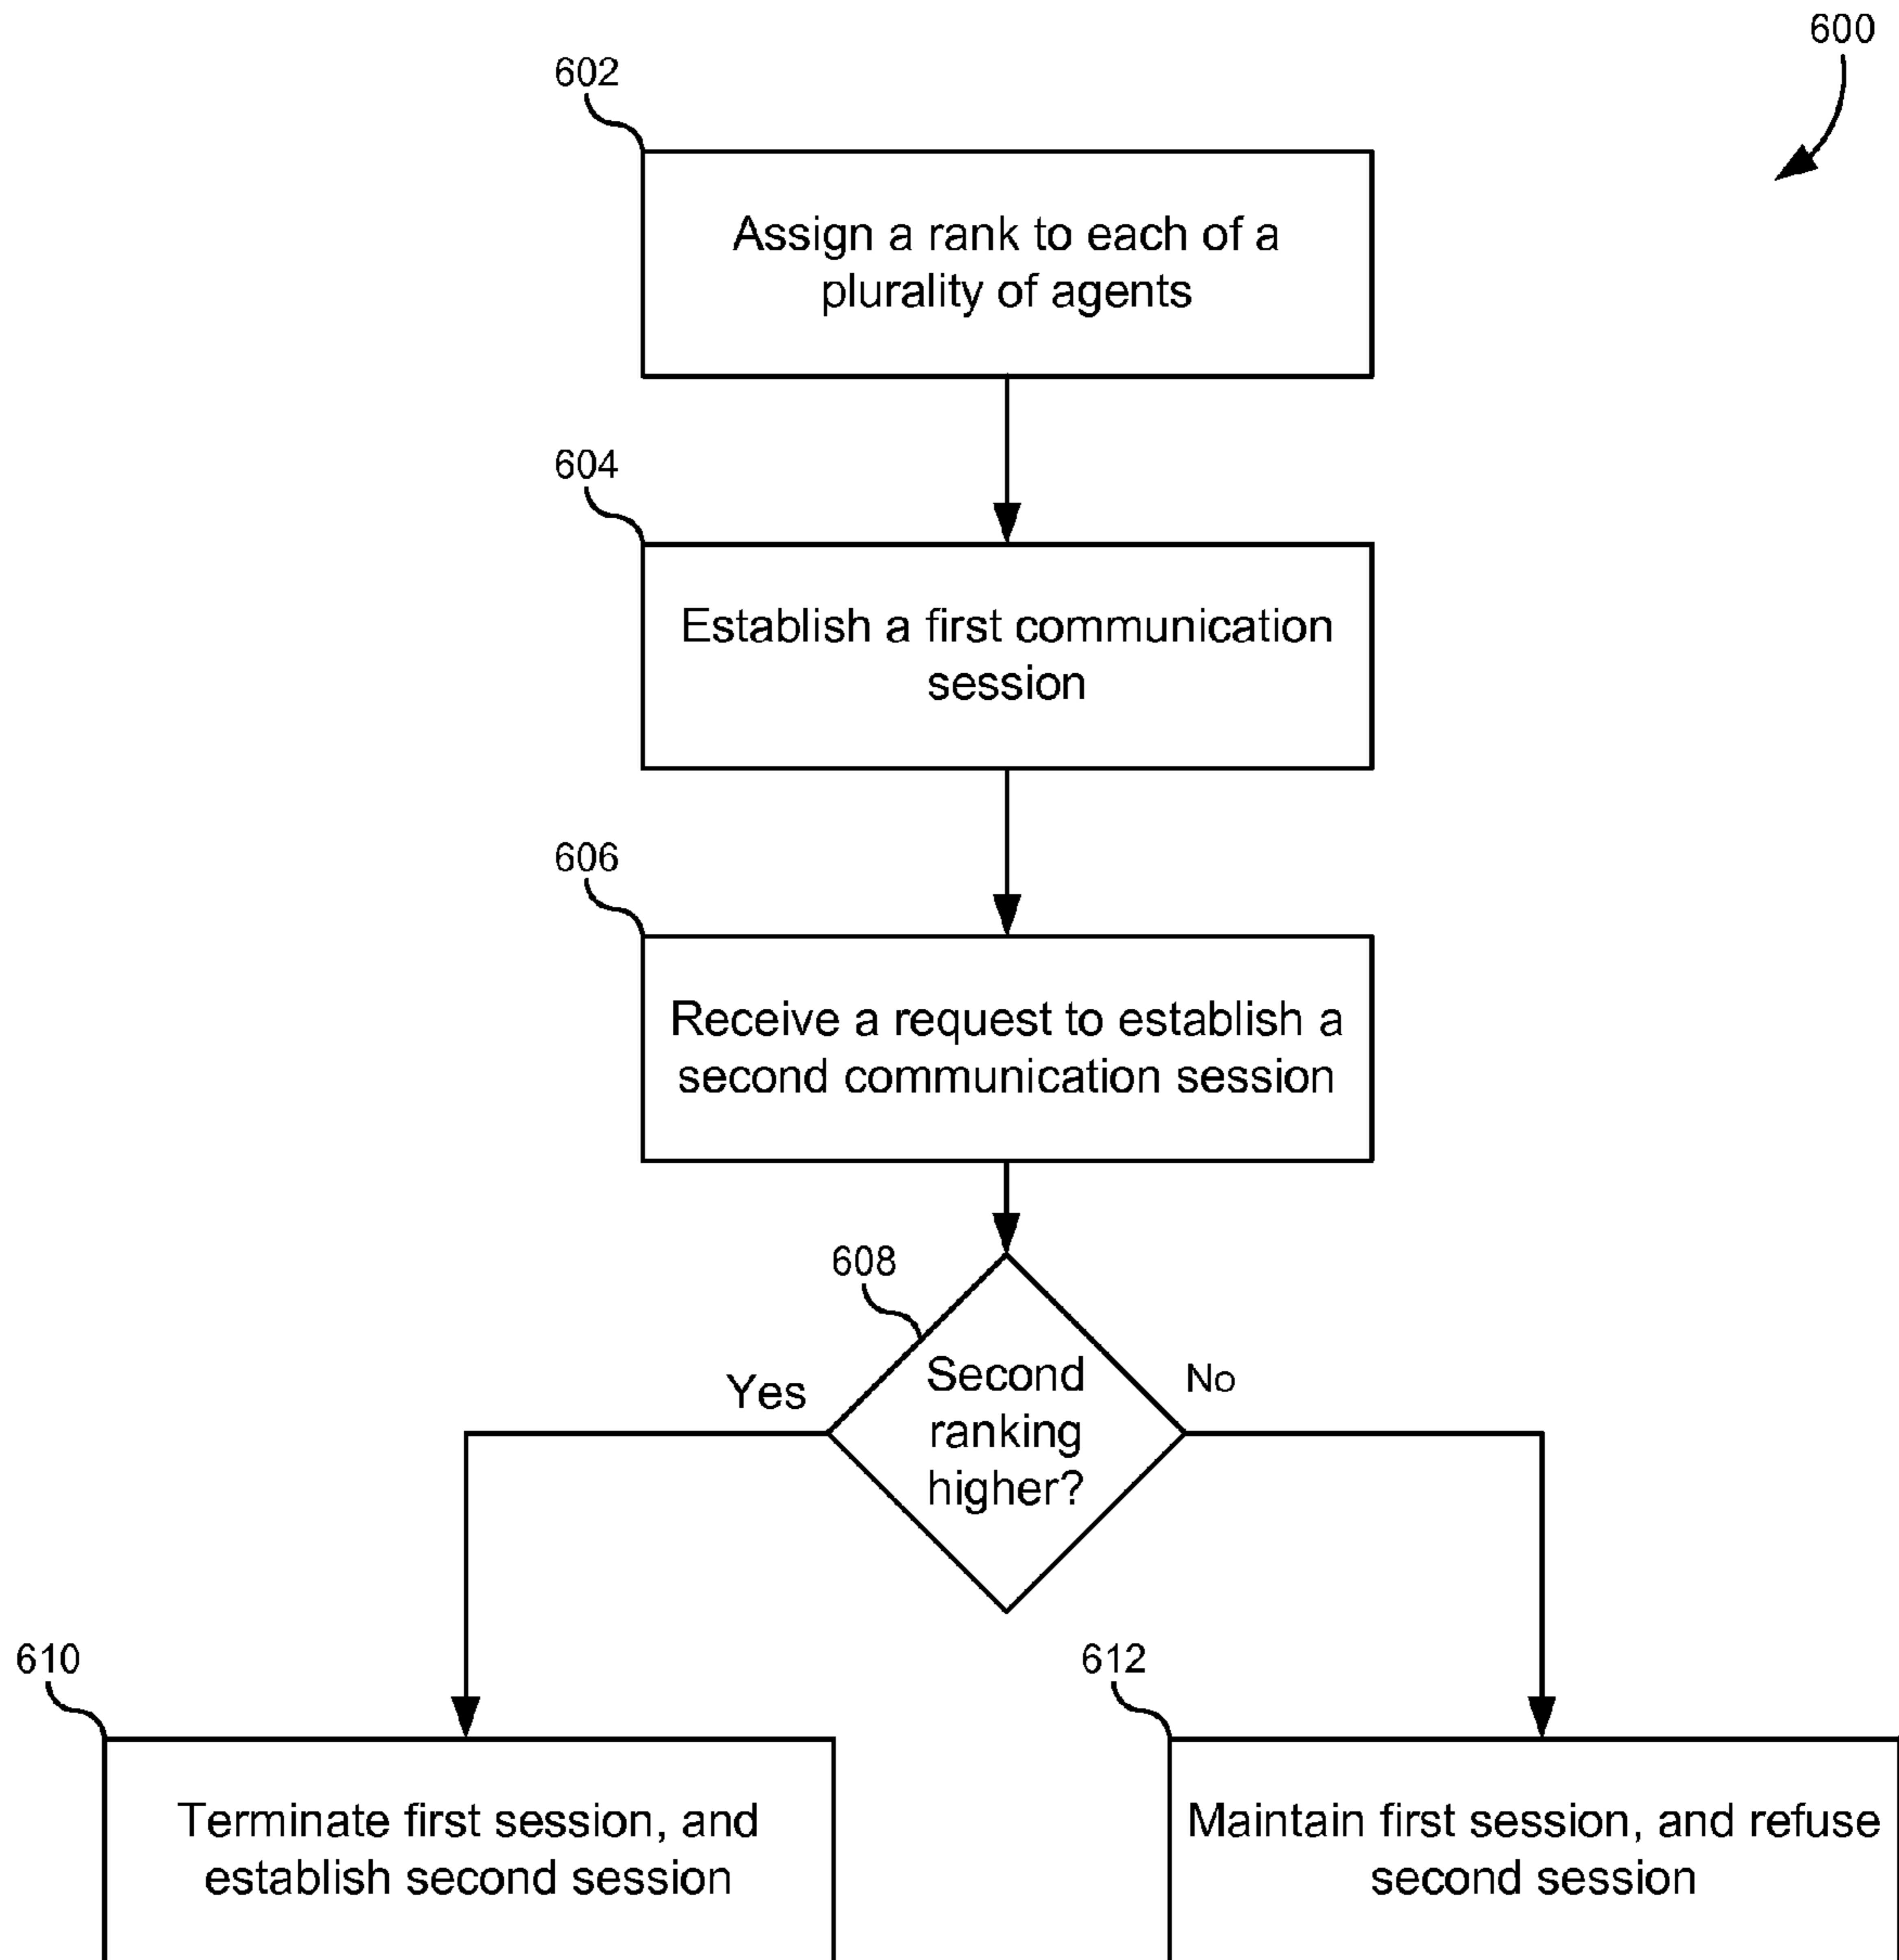 600
602
Assign a rank to each of a
plurality of agents
604
Establish a first communication
session
606
Receive a request to establish a
second communication session
608
Second
ranking
higher?
Yes
No
610
Terminate first session, and
establish second session
612
Maintain first session, and refuse
second session